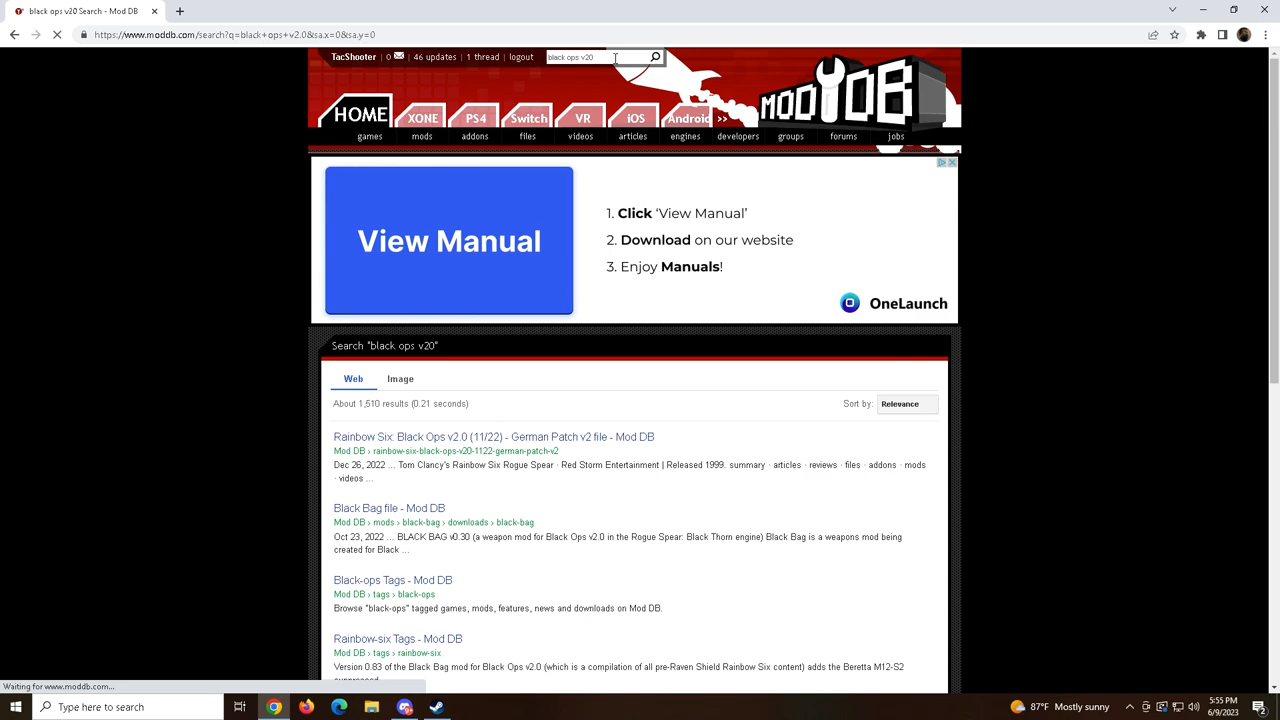 black ops v20 Search - Mod DB
https://www.moddb.com/search?q=black+ops+v2.0&sa.x=0&sa.y=0
TacShooter | 0 | 46 updates | 1 thread | logout
black ops v20
HOME XONE PS4 Switch VR iOS Android >>
MOD DB
games mods addons files videos articles engines developers groups forums jobs
View Manual
1. Click ‘View Manual’
2. Download on our website
3. Enjoy Manuals!
OneLaunch
Search "black ops v20"
Web Image
About 1,510 results (0.21 seconds)
Sort by: Relevance
Rainbow Six: Black Ops v2.0 (11/22) - German Patch v2 file - Mod DB
Mod DB › rainbow-six-black-ops-v20-1122-german-patch-v2
Dec 26, 2022 ... Tom Clancy's Rainbow Six Rogue Spear · Red Storm Entertainment | Released 1999. summary · articles · reviews · files · addons · mods
· videos ...
Black Bag file - Mod DB
Mod DB › mods › black-bag › downloads › black-bag
Oct 23, 2022 ... BLACK BAG v0.30 (a weapon mod for Black Ops v2.0 in the Rogue Spear: Black Thorn engine) Black Bag is a weapons mod being
created for Black ...
Black-ops Tags - Mod DB
Mod DB › tags › black-ops
Browse "black-ops" tagged games, mods, features, news and downloads on Mod DB.
Rainbow-six Tags - Mod DB
Mod DB › tags › rainbow-six
Version 0.83 of the Black Bag mod for Black Ops v2.0 (which is a compilation of all pre-Raven Shield Rainbow Six content) adds the Beretta M12-S2
suppressed
Waiting for www.moddb.com...
Type here to search
87°F Mostly sunny
5:55 PM
6/9/2023
2